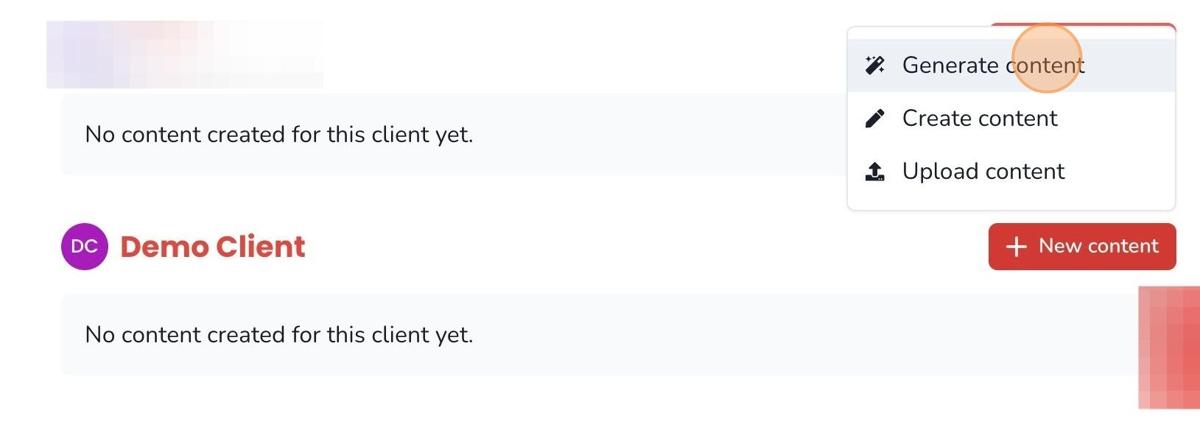 Generate content
No content created for this client yet.
Create content
Upload content
DC
Demo Client
New content
No content created for this client yet.